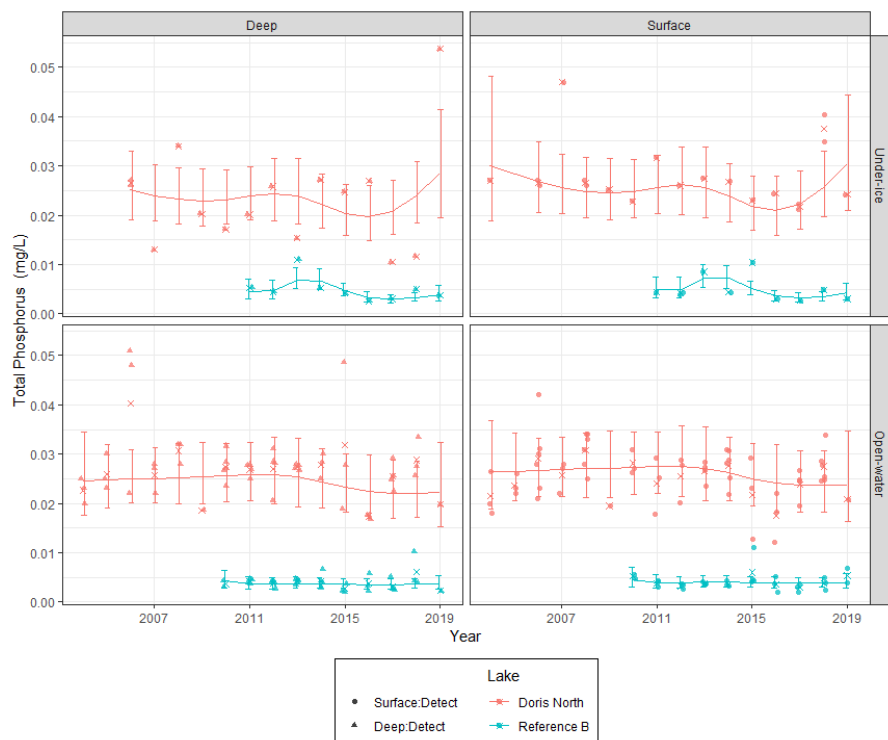 Deep
Surface
0.05
0.04
0.03
0.02
0.01
0.00
Under-ice
0.05
0.04
0.03
0.02
0.01
0.00
Open-water
Total Phosphorus (mg/L)
2007 2011 2015 2019 2007 2011 2015 2019
Year
Lake
Surface:Detect Doris North
Deep:Detect Reference B